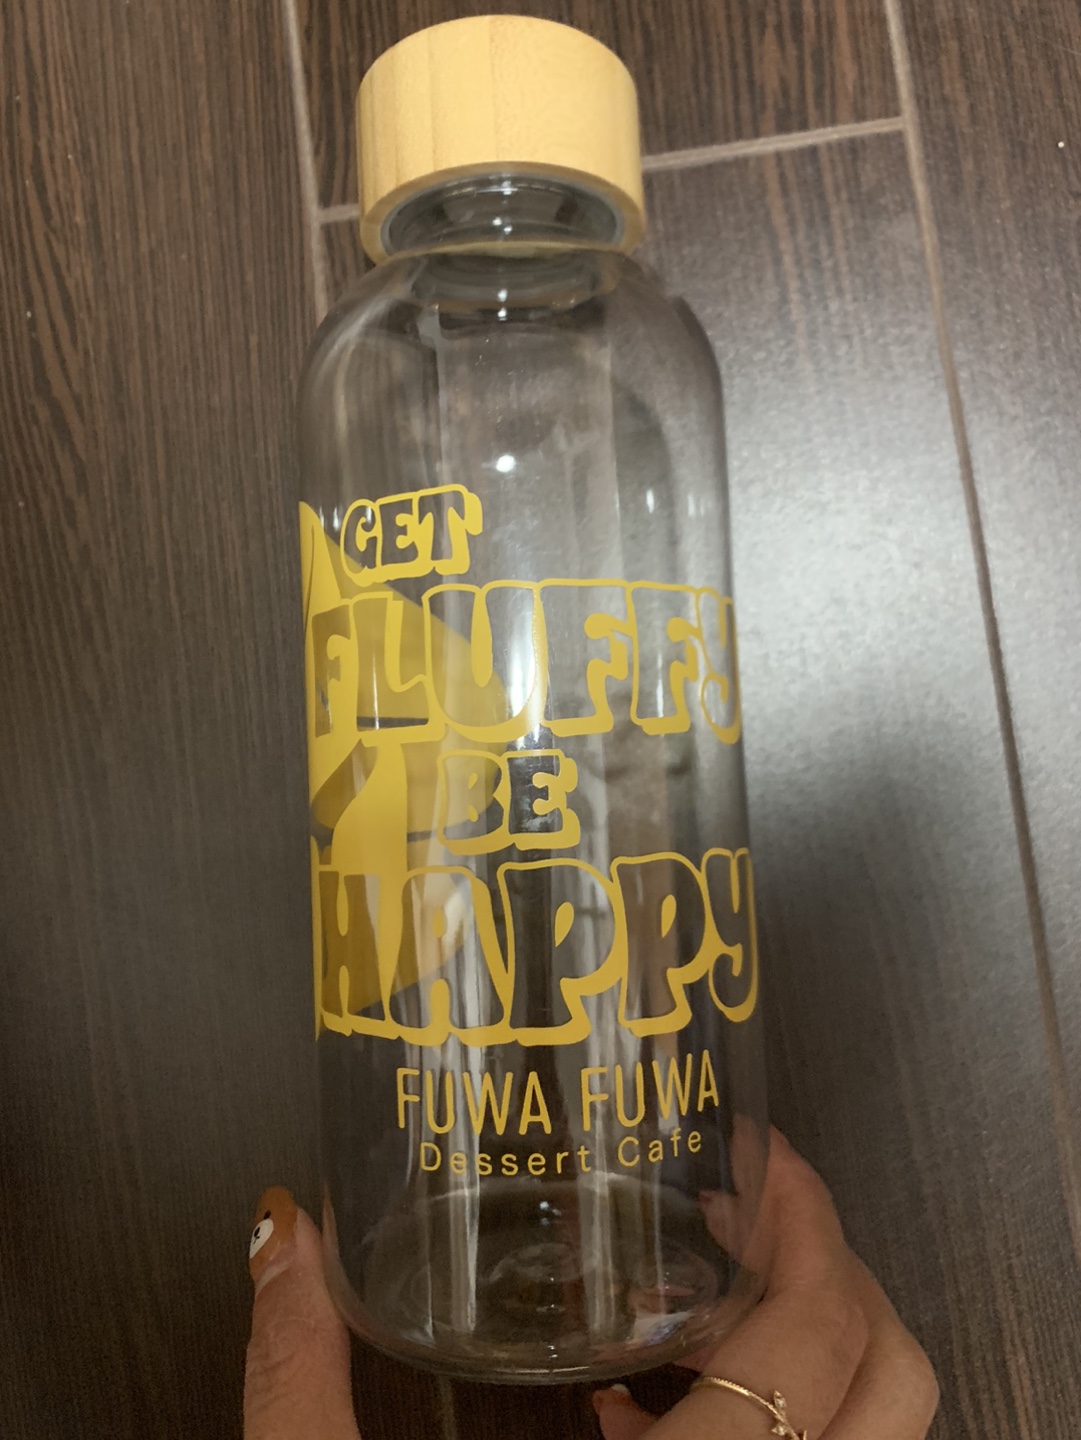 GET
FLUFFY
BE
HAPPY
FUWA FUWA
Dessert Cafe